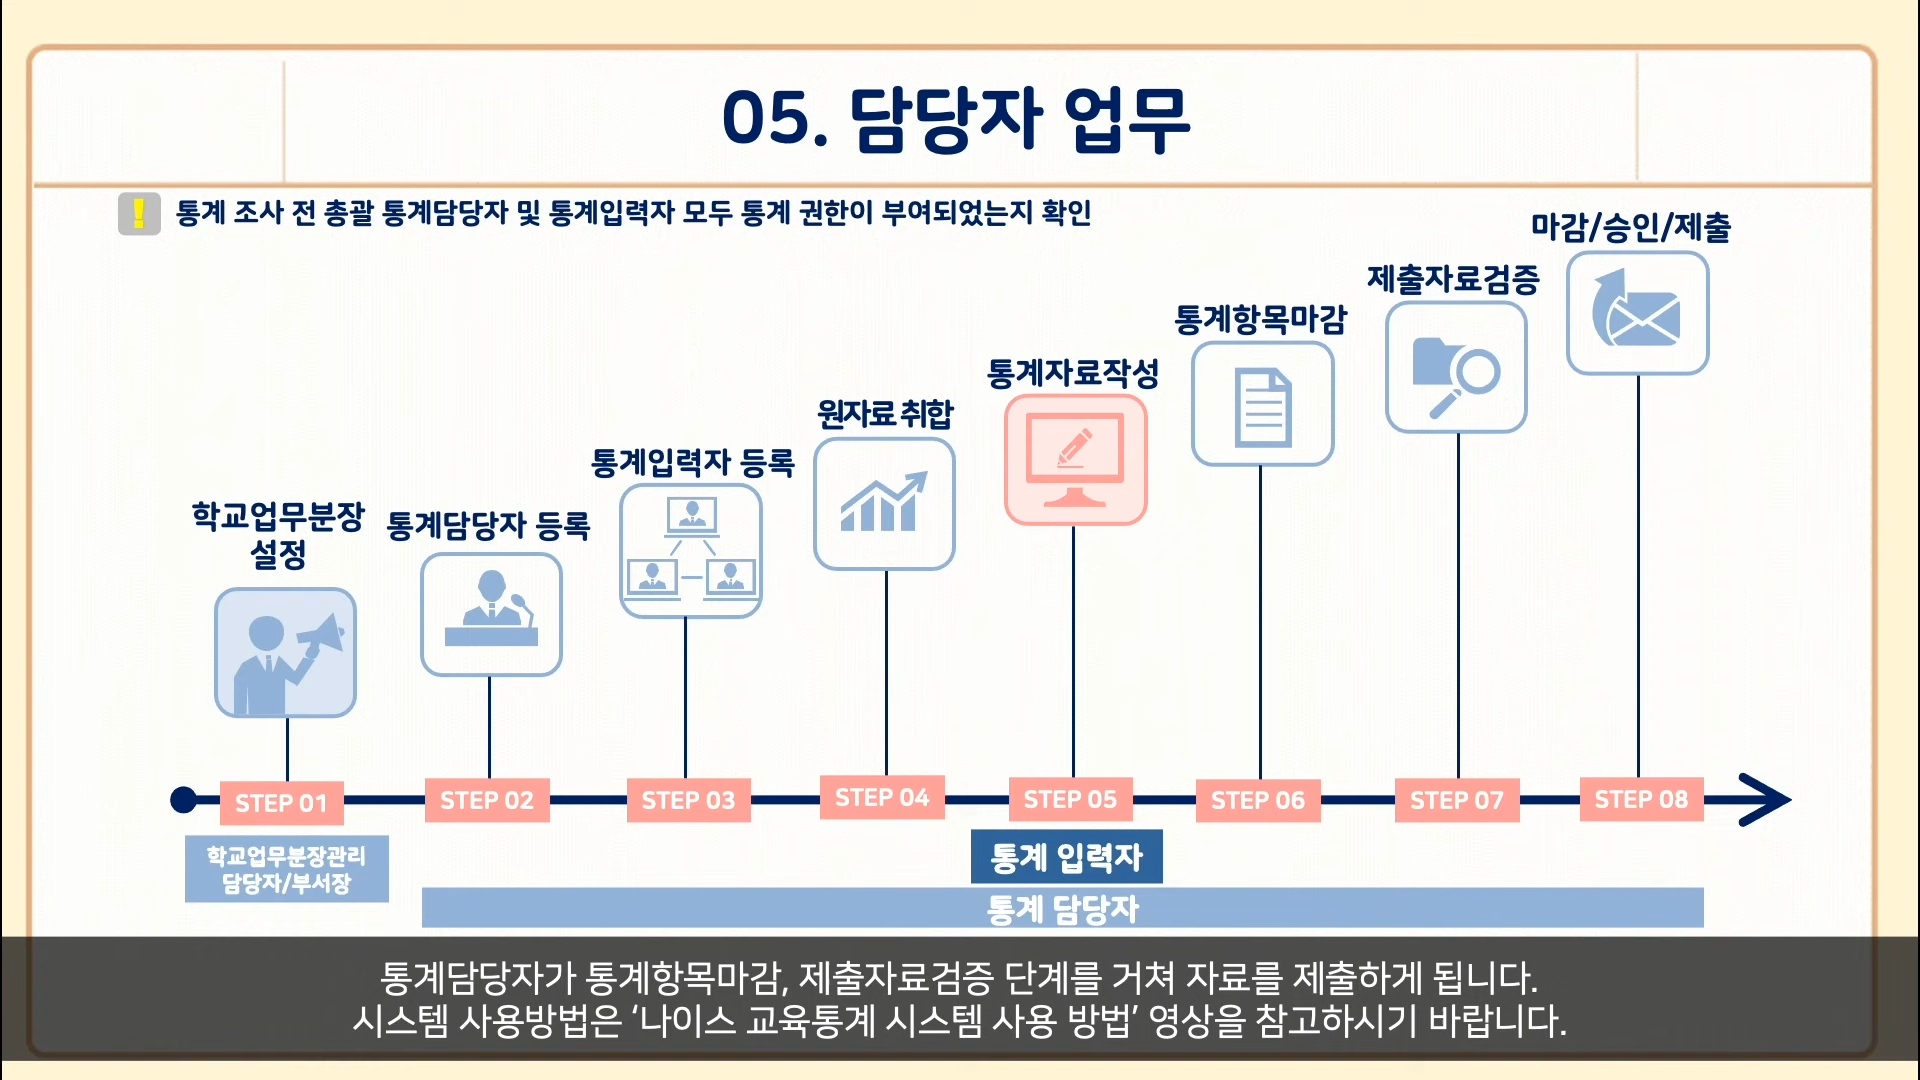 05. 담당자 업무
! 통계 조사 전 총괄 통계담당자 및 통계입력자 모두 통계 권한이 부여되었는지 확인
학교업무분장
설정
통계담당자 등록
통계입력자 등록
원자료 취합
통계자료작성
통계항목마감
제출자료검증
마감/승인/제출
STEP 01
STEP 02
STEP 03
STEP 04
STEP 05
STEP 06
STEP 07
STEP 08
학교업무분장관리
담당자/부서장
통계 입력자
통계 담당자
통계담당자가 통계항목마감, 제출자료검증 단계를 거쳐 자료를 제출하게 됩니다.
시스템 사용방법은 ‘나이스 교육통계 시스템 사용 방법’ 영상을 참고하시기 바랍니다.